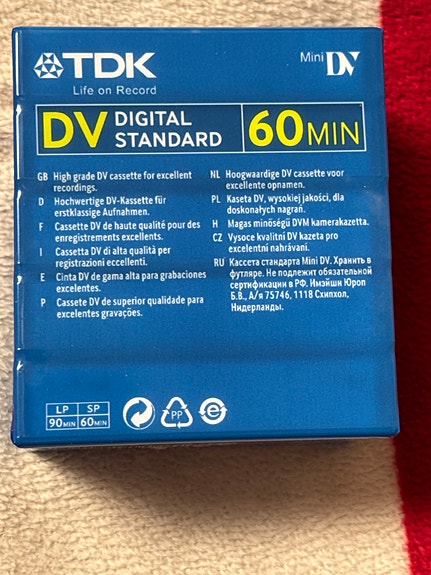 TDK
Life on Record
Mini DV
DV DIGITAL STANDARD 60MIN
GB High grade DV cassette for excellent
recordings.
D Hochwertige DV-Kassette für
erstklassige Aufnahmen.
F Cassette DV de haute qualité pour des
enregistrements excellents.
I Cassetta DV di alta qualità per
registrazioni eccellenti.
E Cinta DV de gama alta para grabaciones
excelentes.
P Cassete DV de superior qualidade para
excelentes gravações.
NL Hoogwaardige DV cassette voor
excellente opnamen.
PL Kaseta DV, wysokiej jakości, dla
doskonałych nagrań.
H Magas minőségű DVM kamerakazetta.
CZ Vysoce kvalitní DV kazeta pro
excelentní nahrávání.
RU Кассета стандарта Mini DV. Хранить в
футляре. Не подлежит обязательной
сертификации в РФ. Имэйшн Юроп
Б.В., А/я 75746, 1118 Схипхол,
Нидерланды.
LP SP
90MIN 60MIN
PP